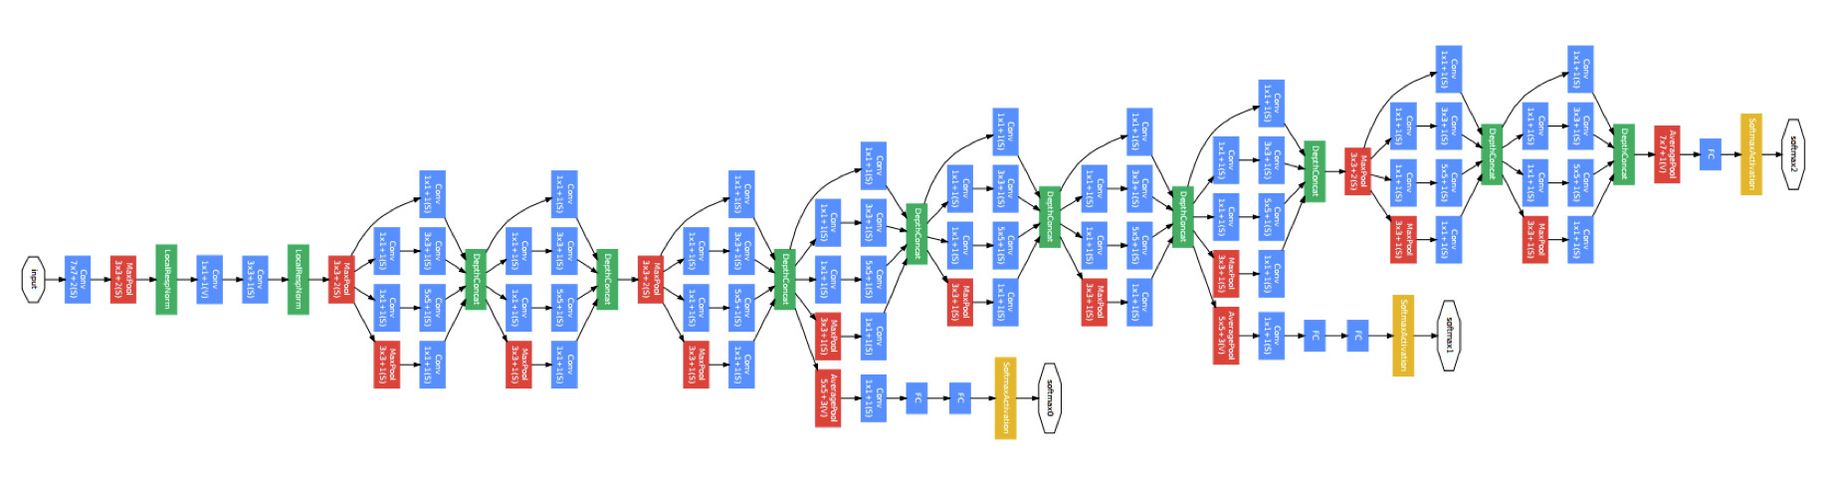 input
Conv
7x7+2(S)
MaxPool
3x3+2(S)
LocalRespNorm
Conv
1x1+1(V)
Conv
3x3+1(S)
LocalRespNorm
MaxPool
3x3+2(S)
Conv
1x1+1(S)
Conv
1x1+1(S)
MaxPool
3x3+1(S)
Conv
1x1+1(S)
Conv
3x3+1(S)
Conv
5x5+1(S)
Conv
1x1+1(S)
DepthConcat
Conv
1x1+1(S)
Conv
1x1+1(S)
MaxPool
3x3+1(S)
Conv
1x1+1(S)
Conv
3x3+1(S)
Conv
5x5+1(S)
Conv
1x1+1(S)
DepthConcat
MaxPool
3x3+2(S)
Conv
1x1+1(S)
Conv
1x1+1(S)
MaxPool
3x3+1(S)
Conv
1x1+1(S)
Conv
3x3+1(S)
Conv
5x5+1(S)
Conv
1x1+1(S)
DepthConcat
Conv
1x1+1(S)
Conv
1x1+1(S)
MaxPool
3x3+1(S)
AveragePool
5x5+3(V)
Conv
1x1+1(S)
Conv
3x3+1(S)
Conv
5x5+1(S)
Conv
1x1+1(S)
Conv
1x1+1(S)
DepthConcat
FC
FC
SoftmaxActivation
softmax0
Conv
1x1+1(S)
Conv
1x1+1(S)
MaxPool
3x3+1(S)
Conv
1x1+1(S)
Conv
3x3+1(S)
Conv
5x5+1(S)
Conv
1x1+1(S)
DepthConcat
Conv
1x1+1(S)
Conv
1x1+1(S)
MaxPool
3x3+1(S)
Conv
1x1+1(S)
Conv
3x3+1(S)
Conv
5x5+1(S)
Conv
1x1+1(S)
DepthConcat
Conv
1x1+1(S)
Conv
1x1+1(S)
MaxPool
3x3+1(S)
AveragePool
5x5+3(V)
Conv
1x1+1(S)
Conv
3x3+1(S)
Conv
5x5+1(S)
Conv
1x1+1(S)
Conv
1x1+1(S)
DepthConcat
FC
FC
SoftmaxActivation
softmax1
MaxPool
3x3+2(S)
Conv
1x1+1(S)
Conv
1x1+1(S)
MaxPool
3x3+1(S)
Conv
1x1+1(S)
Conv
3x3+1(S)
Conv
5x5+1(S)
Conv
1x1+1(S)
DepthConcat
Conv
1x1+1(S)
Conv
1x1+1(S)
MaxPool
3x3+1(S)
Conv
1x1+1(S)
Conv
3x3+1(S)
Conv
5x5+1(S)
Conv
1x1+1(S)
DepthConcat
AveragePool
7x7+1(V)
FC
SoftmaxActivation
softmax2